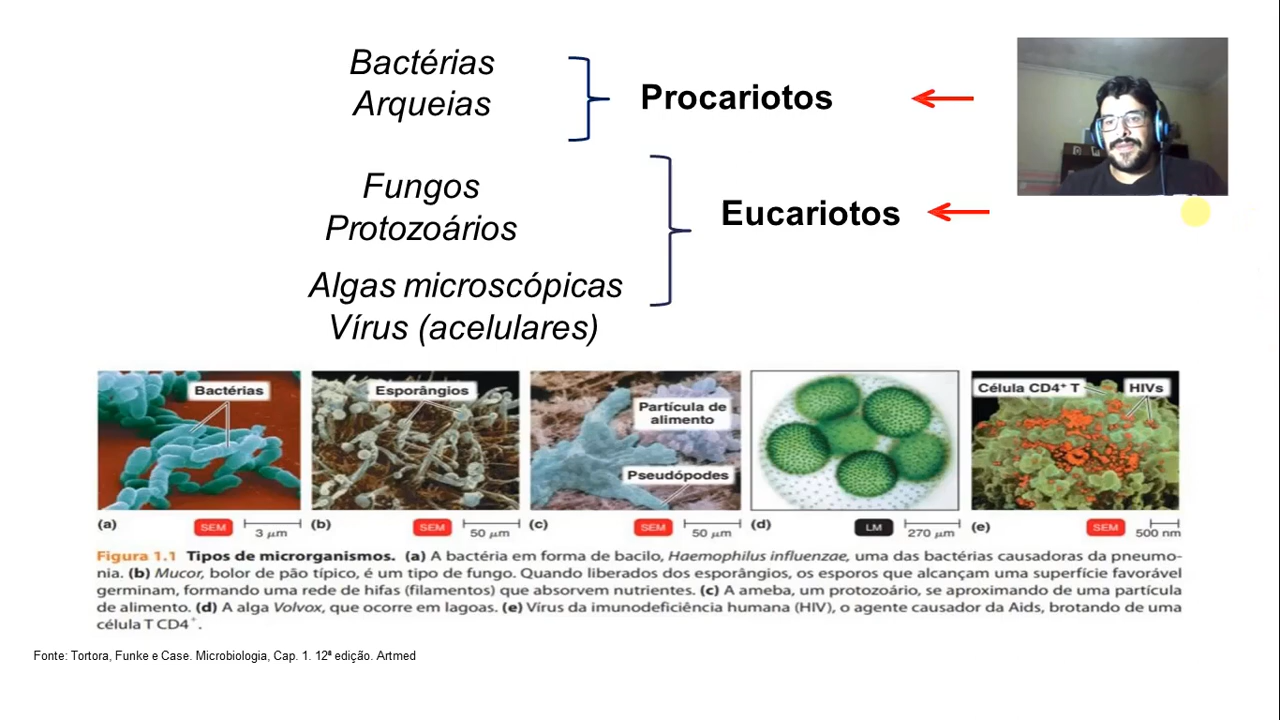 Bactérias
Arqueias
Procariotos
Fungos
Protozoários
Eucariotos
Algas microscópicas
Vírus (acelulares)
Bactérias
Esporângios
Partícula de
alimento
Pseudópodes
Célula CD4⁺ T
HIVs
(a) SEM 3 µm
(b) SEM 50 µm
(c) SEM 50 µm
(d) LM 270 µm
(e) SEM 500 nm
Figura 1.1 Tipos de microrganismos. (a) A bactéria em forma de bacilo, Haemophilus influenzae, uma das bactérias causadoras da pneumo-
nia. (b) Mucor, bolor de pão típico, é um tipo de fungo. Quando liberados dos esporângios, os esporos que alcançam uma superfície favorável
germinam, formando uma rede de hifas (filamentos) que absorvem nutrientes. (c) A ameba, um protozoário, se aproximando de uma partícula
de alimento. (d) A alga Volvox, que ocorre em lagoas. (e) Vírus da imunodeficiência humana (HIV), o agente causador da Aids, brotando de uma
célula T CD4⁺.
Fonte: Tortora, Funke e Case. Microbiologia, Cap. 1. 12ª edição. Artmed